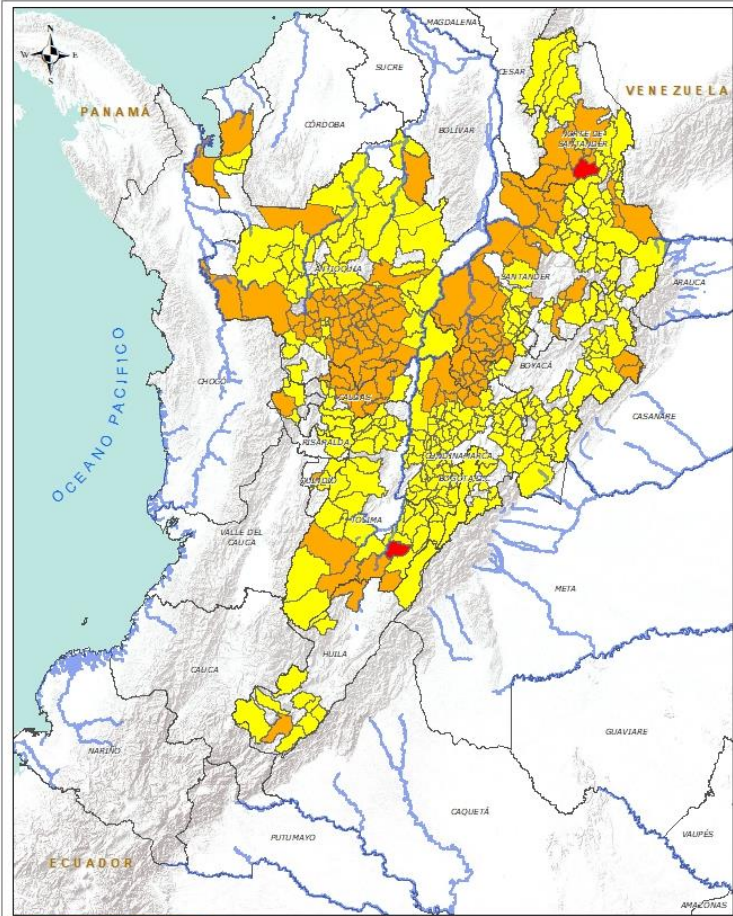 MAGDALENA
N
W
E
S
SUCRE
CESAR
VENEZUELA
PANAMÁ
CÓRDOBA
BOLÍVAR
NORTE DE
SANTANDER
ANTIOQUIA
SANTANDER
ARAUCA
CHOCÓ
BOYACÁ
CALDAS
CASANARE
OCEANO PACIFICO
RISARALDA
CUNDINAMARCA
QUINDIO
BOGOTÁ, D.C.
TOLIMA
VALLE DEL
CAUCA
META
HUILA
CAUCA
GUAVIARE
NARIÑO
CAQUETÁ
PUTUMAYO
VAUPÉS
ECUADOR
AMAZONAS